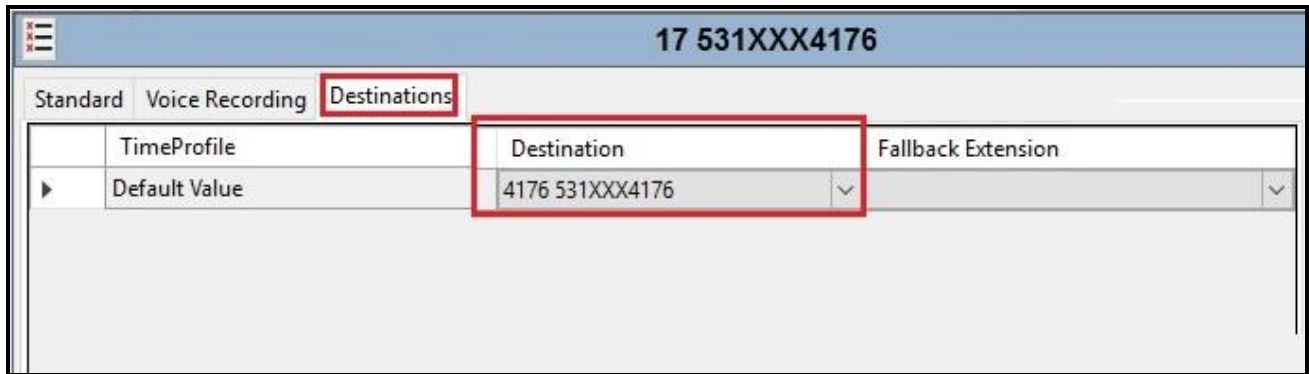 17 531XXX4176
Standard Voice Recording Destinations
TimeProfile Destination Fallback Extension
Default Value 4176 531XXX4176